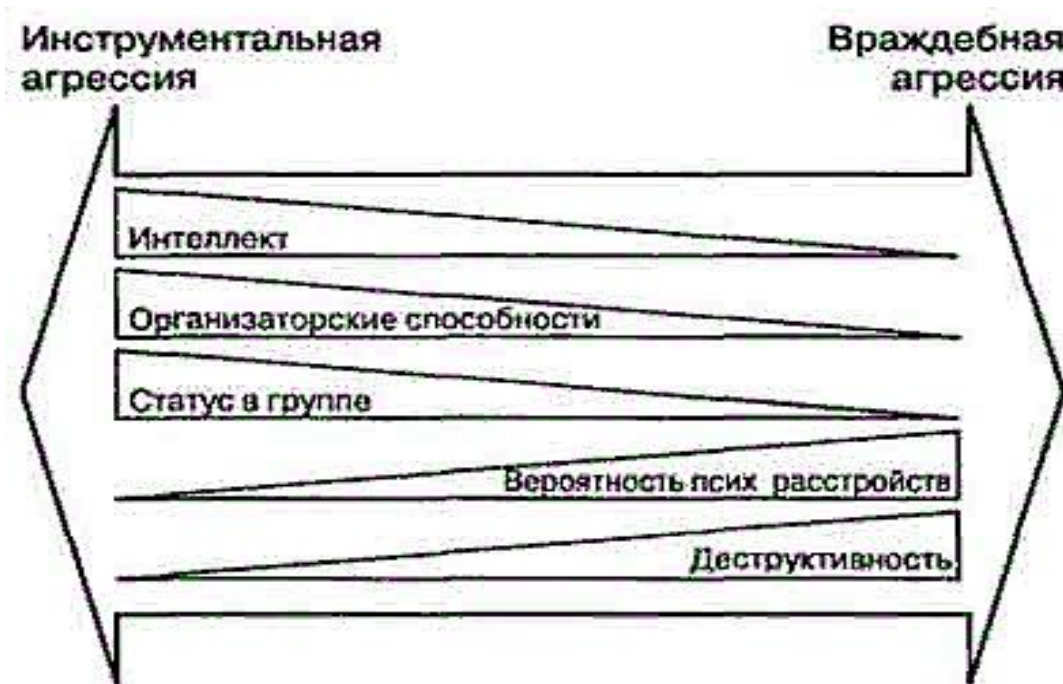 Инструментальная
агрессия
Враждебная
агрессия
Интеллект
Организаторские способности
Статус в группе
Вероятность псих расстройств
Деструктивность